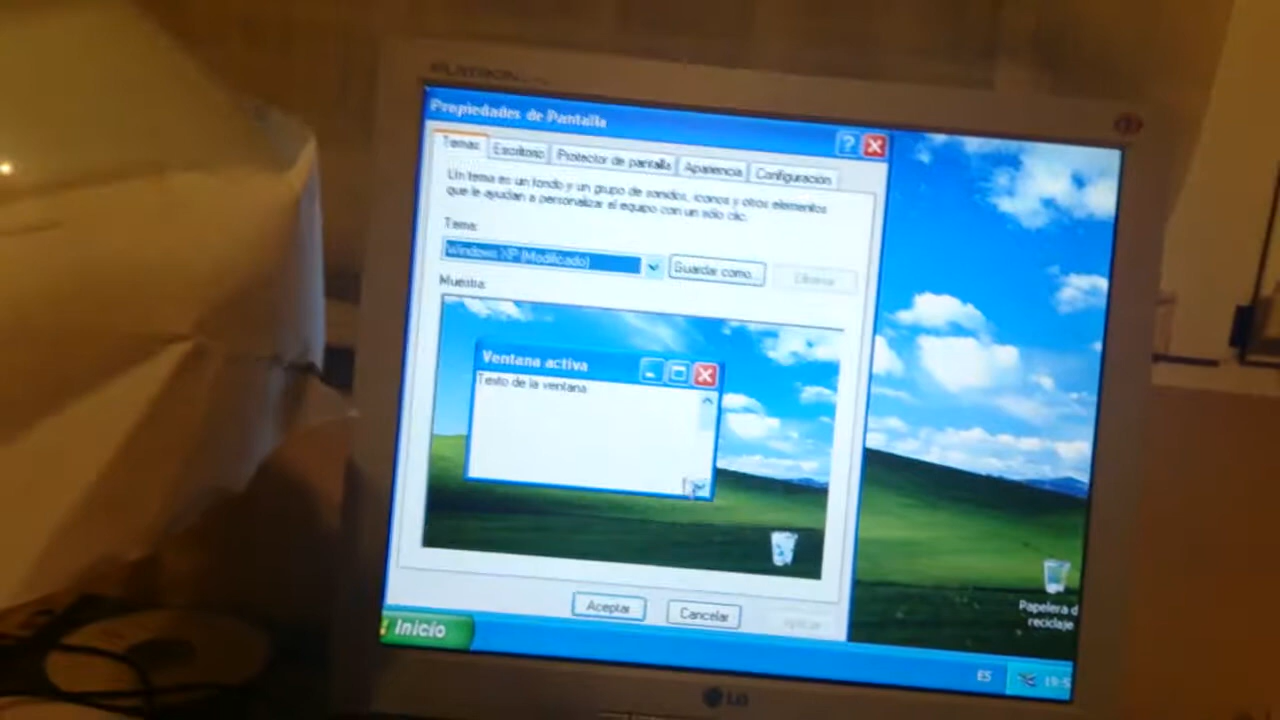 FLATRON
Propiedades de Pantalla
Temas Escritorio Protector de pantalla Apariencia Configuración
Un tema es un fondo y un grupo de sonidos, iconos y otros elementos
que le ayudan a personalizar el equipo con un sólo clic.
Tema:
Windows XP (Modificado) Guardar como... Eliminar
Muestra:
Ventana activa
Texto de la ventana
Aceptar Cancelar Aplicar
Papelera d
reciclaje
Inicio
ES
LG